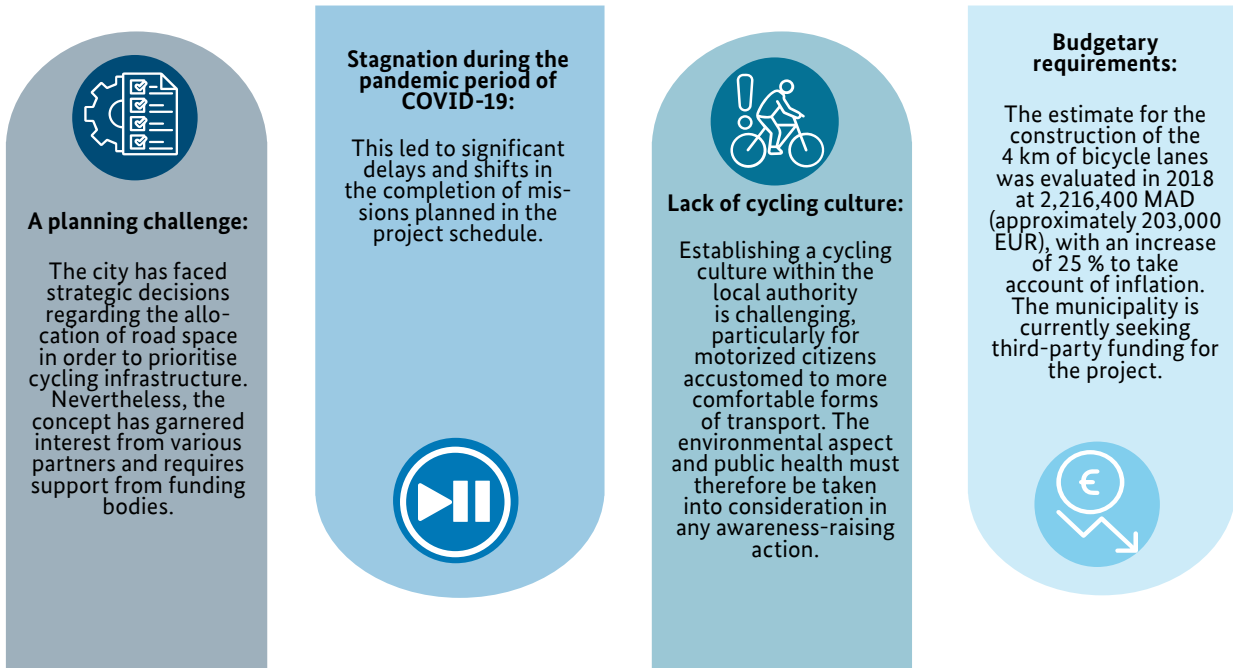 A planning challenge:
The city has faced
strategic decisions
regarding the allo-
cation of road space
in order to prioritise
cycling infrastructure.
Nevertheless, the
concept has garnered
interest from various
partners and requires
support from funding
bodies.
Stagnation during the
pandemic period of
COVID-19:
This led to significant
delays and shifts in
the completion of mis-
sions planned in the
project schedule.
Lack of cycling culture:
Establishing a cycling
culture within the
local authority
is challenging,
particularly for
motorized citizens
accustomed to more
comfortable forms
of transport. The
environmental aspect
and public health must
therefore be taken
into consideration in
any awareness-raising
action.
Budgetary
requirements:
The estimate for the
construction of the
4 km of bicycle lanes
was evaluated in 2018
at 2,216,400 MAD
(approximately 203,000
EUR), with an increase
of 25 % to take
account of inflation.
The municipality is
currently seeking
third-party funding for
the project.
€